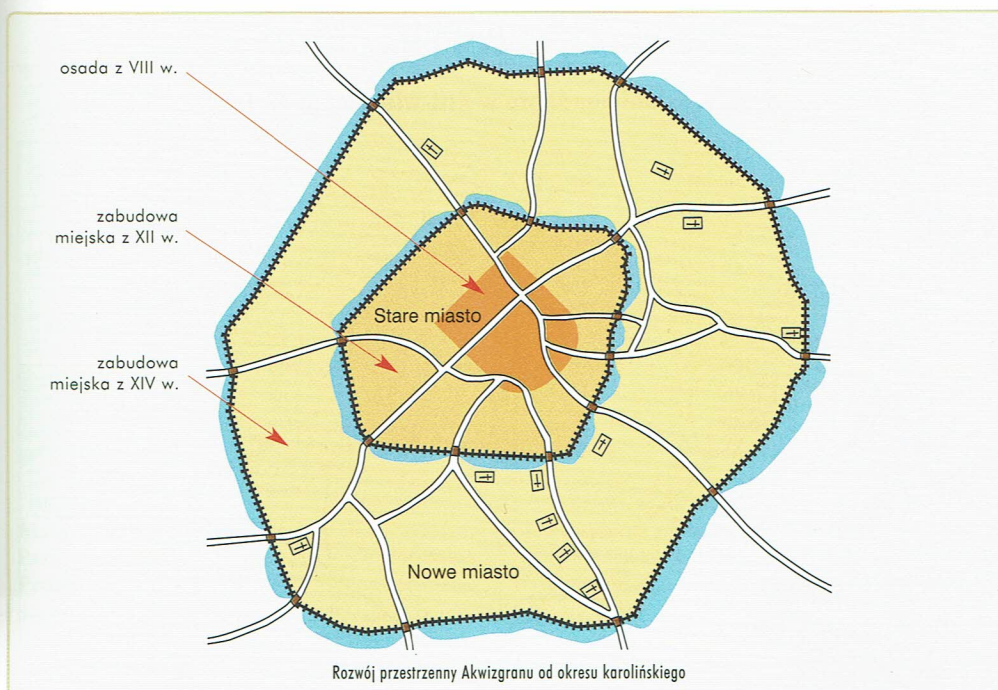 osada z VIII w.
zabudowa
miejska z XII w.
Stare miasto
zabudowa
miejska z XIV w.
Nowe miasto
Rozwój przestrzenny Akwizgranu od okresu karolińskiego